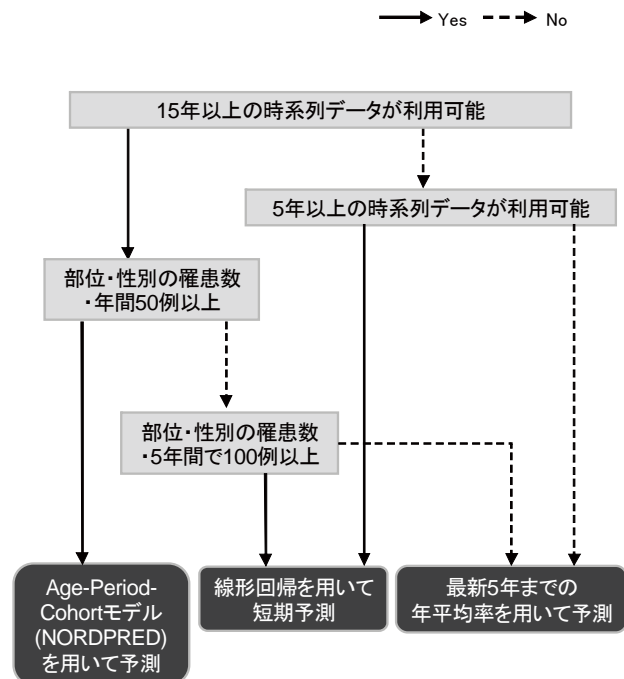 Yes
No
15年以上の時系列データが利用可能
5年以上の時系列データが利用可能
部位・性別の罹患数
・年間50例以上
部位・性別の罹患数
・5年間で100例以上
Age-Period-
Cohortモデル
(NORDPRED)
を用いて予測
線形回帰を用いて
短期予測
最新5年までの
年平均率を用いて予測